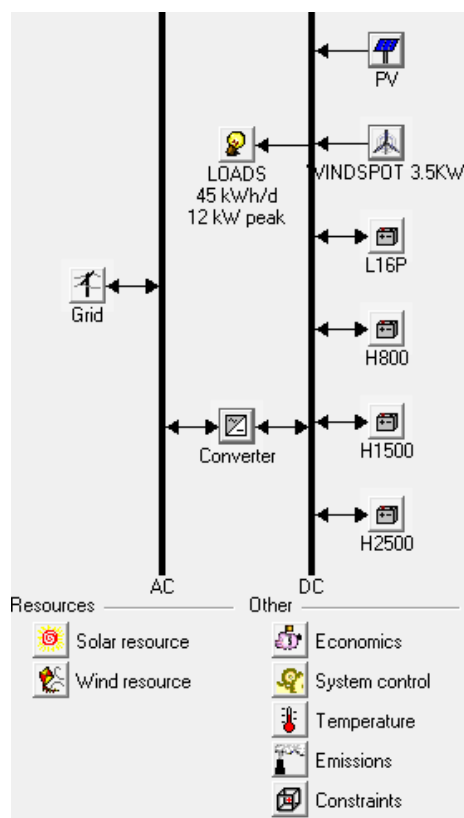 PV
LOADS
45 kWh/d
12 kW peak
VINDSPOT 3.5KW
L16P
Grid
H800
Converter
H1500
H2500
AC
DC
Resources
Other
Solar resource
Economics
Wind resource
System control
Temperature
Emissions
Constraints